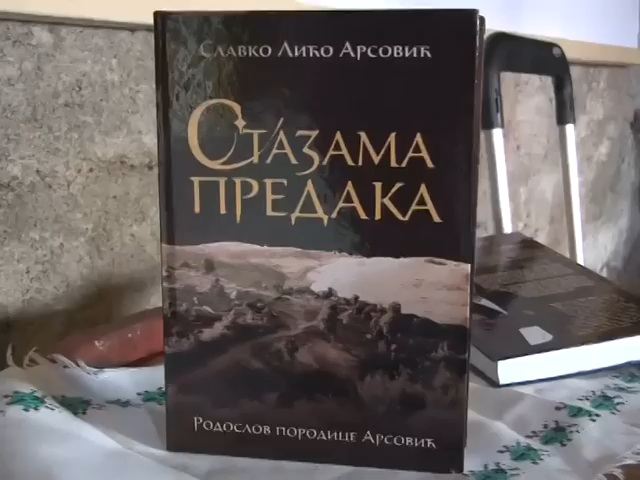 Славко Лићо Арсовић
Стазама
предака
Родослов породице Арсовић